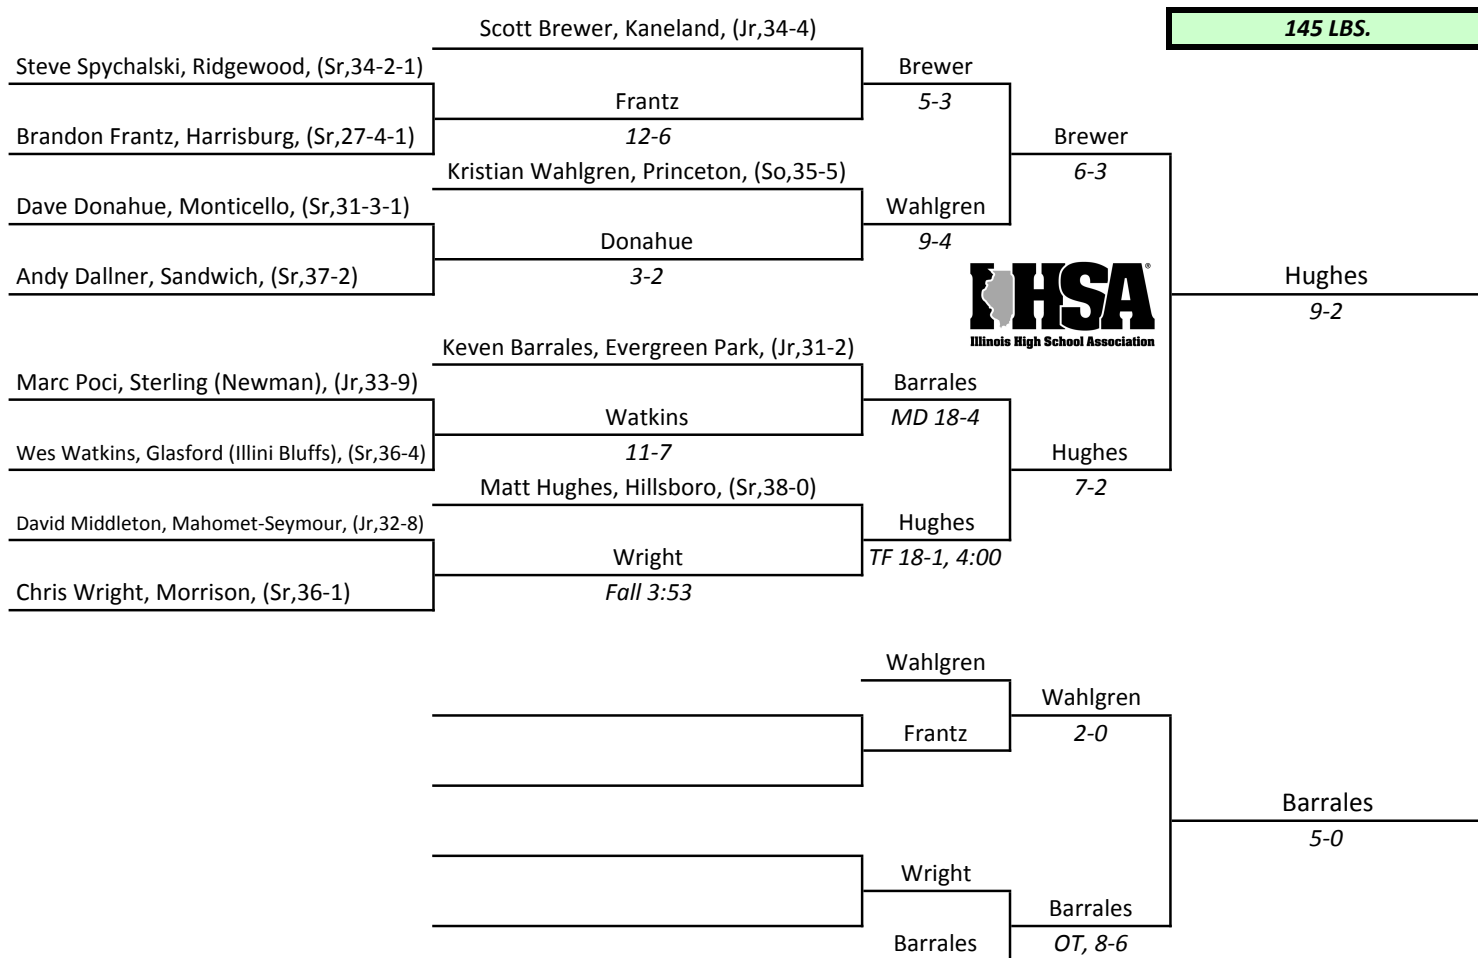 Scott Brewer, Kaneland, (Jr,34-4)
145 LBS.
Steve Spychalski, Ridgewood, (Sr,34-2-1)
Brewer
5-3
Frantz
12-6
Brandon Frantz, Harrisburg, (Sr,27-4-1)
Brewer
6-3
Kristian Wahlgren, Princeton, (So,35-5)
Dave Donahue, Monticello, (Sr,31-3-1)
Wahlgren
9-4
Donahue
3-2
Andy Dallner, Sandwich, (Sr,37-2)
IHSA®
Illinois High School Association
Hughes
9-2
Keven Barrales, Evergreen Park, (Jr,31-2)
Marc Poci, Sterling (Newman), (Jr,33-9)
Barrales
MD 18-4
Watkins
11-7
Wes Watkins, Glasford (Illini Bluffs), (Sr,36-4)
Hughes
7-2
Matt Hughes, Hillsboro, (Sr,38-0)
David Middleton, Mahomet-Seymour, (Jr,32-8)
Hughes
TF 18-1, 4:00
Wright
Fall 3:53
Chris Wright, Morrison, (Sr,36-1)
Wahlgren
Wahlgren
2-0
Frantz
Barrales
5-0
Wright
Barrales
OT, 8-6
Barrales